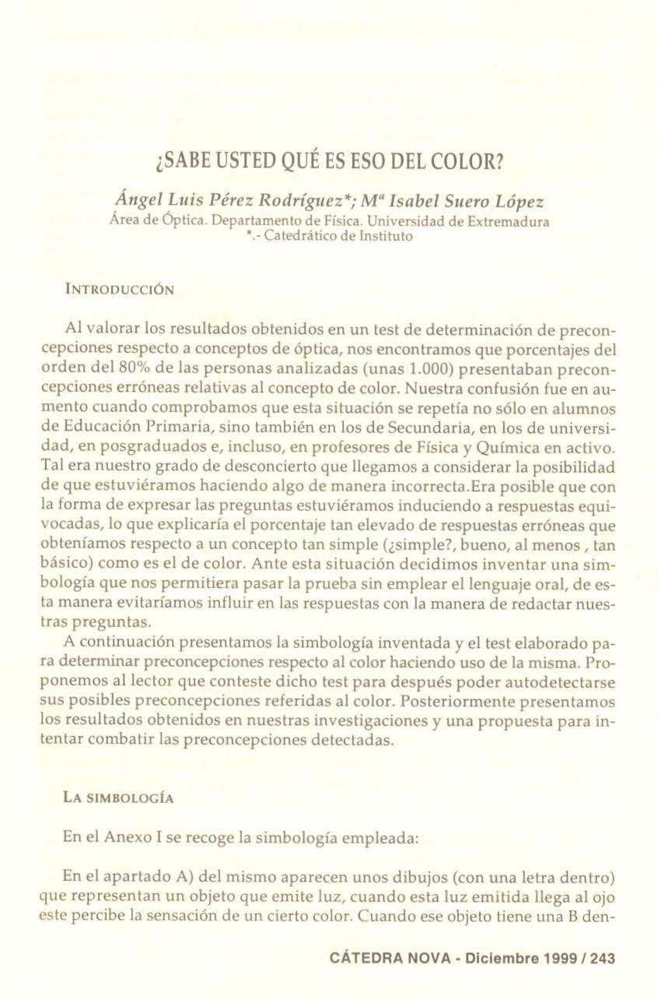 ¿SABE USTED QUÉ ES ESO DEL COLOR?
Ángel Luis Pérez Rodríguez*; Mª Isabel Suero López
Área de Óptica. Departamento de Física. Universidad de Extremadura
*.- Catedrático de Instituto
INTRODUCCIÓN
Al valorar los resultados obtenidos en un test de determinación de precon-
cepciones respecto a conceptos de óptica, nos encontramos que porcentajes del
orden del 80% de las personas analizadas (unas 1.000) presentaban precon-
cepciones erróneas relativas al concepto de color. Nuestra confusión fue en au-
mento cuando comprobamos que esta situación se repetía no sólo en alumnos
de Educación Primaria, sino también en los de Secundaria, en los de universi-
dad, en posgraduados e, incluso, en profesores de Física y Química en activo.
Tal era nuestro grado de desconcierto que llegamos a considerar la posibilidad
de que estuviéramos haciendo algo de manera incorrecta.Era posible que con
la forma de expresar las preguntas estuviéramos induciendo a respuestas equi-
vocadas, lo que explicaría el porcentaje tan elevado de respuestas erróneas que
obteníamos respecto a un concepto tan simple (¿simple?, bueno, al menos , tan
básico) como es el de color. Ante esta situación decidimos inventar una sim-
bología que nos permitiera pasar la prueba sin emplear el lenguaje oral, de es-
ta manera evitaríamos influir en las respuestas con la manera de redactar nues-
tras preguntas.
A continuación presentamos la simbología inventada y el test elaborado pa-
ra determinar preconcepciones respecto al color haciendo uso de la misma. Pro-
ponemos al lector que conteste dicho test para después poder autodetectarse
sus posibles preconcepciones referidas al color. Posteriormente presentamos
los resultados obtenidos en nuestras investigaciones y una propuesta para in-
tentar combatir las preconcepciones detectadas.
LA SIMBOLOGÍA
En el Anexo I se recoge la simbología empleada:
En el apartado A) del mismo aparecen unos dibujos (con una letra dentro)
que representan un objeto que emite luz, cuando esta luz emitida llega al ojo
este percibe la sensación de un cierto color. Cuando ese objeto tiene una B den-
CÁTEDRA NOVA - Diciembre 1999 / 243